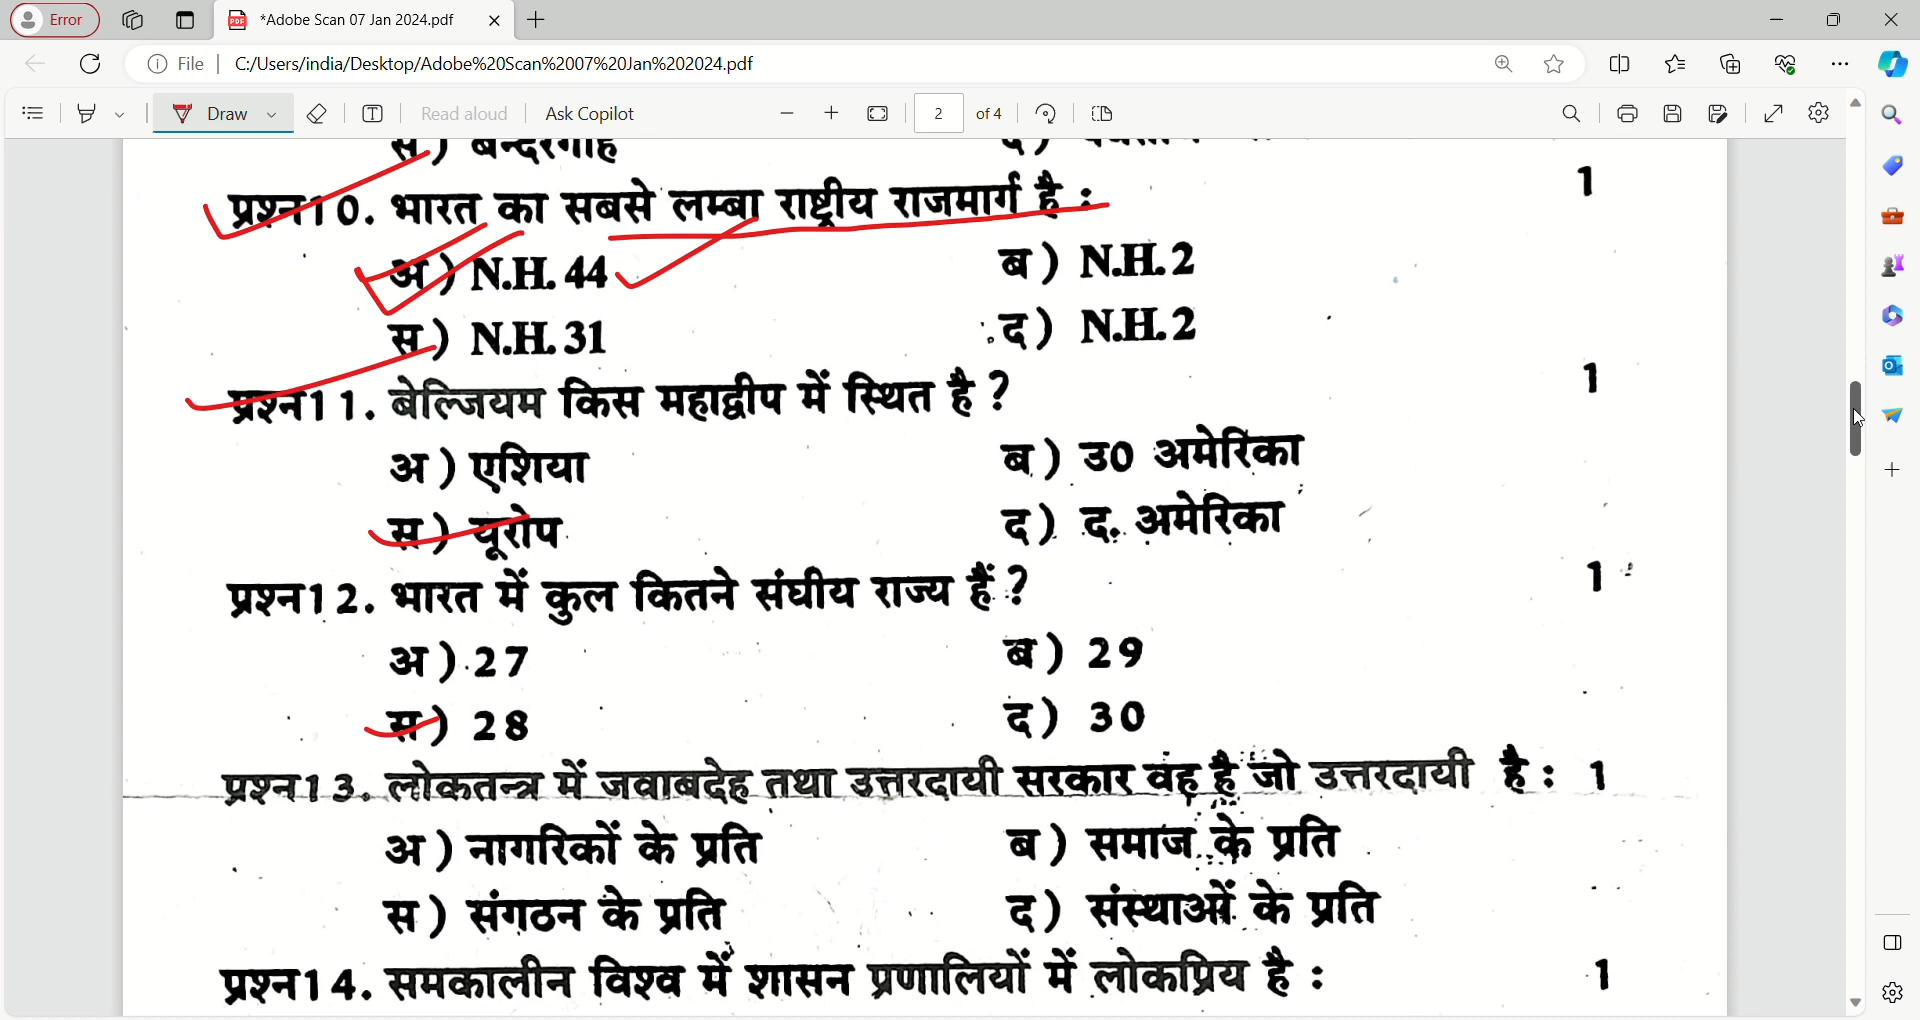 Error
*Adobe Scan 07 Jan 2024.pdf
File
C:/Users/india/Desktop/Adobe%20Scan%2007%20Jan%202024.pdf
Draw
Read aloud
Ask Copilot
2 of 4
स) बन्दरगाह
प्रश्न10. भारत का सबसे लम्बा राष्ट्रीय राजमार्ग है : 1
अ) N.H. 44 ब) N.H. 2
स) N.H. 31 द) N.H. 2
प्रश्न11. बेल्जियम किस महाद्वीप में स्थित है ? 1
अ) एशिया ब) उ0 अमेरिका
स) यूरोप द) द. अमेरिका
प्रश्न12. भारत में कुल कितने संघीय राज्य हैं ? 1
अ) 27 ब) 29
स) 28 द) 30
प्रश्न13. लोकतन्त्र में जवाबदेह तथा उत्तरदायी सरकार वह है जो उत्तरदायी है : 1
अ) नागरिकों के प्रति ब) समाज के प्रति
स) संगठन के प्रति द) संस्थाओं के प्रति
प्रश्न14. समकालीन विश्व में शासन प्रणालियों में लोकप्रिय है : 1